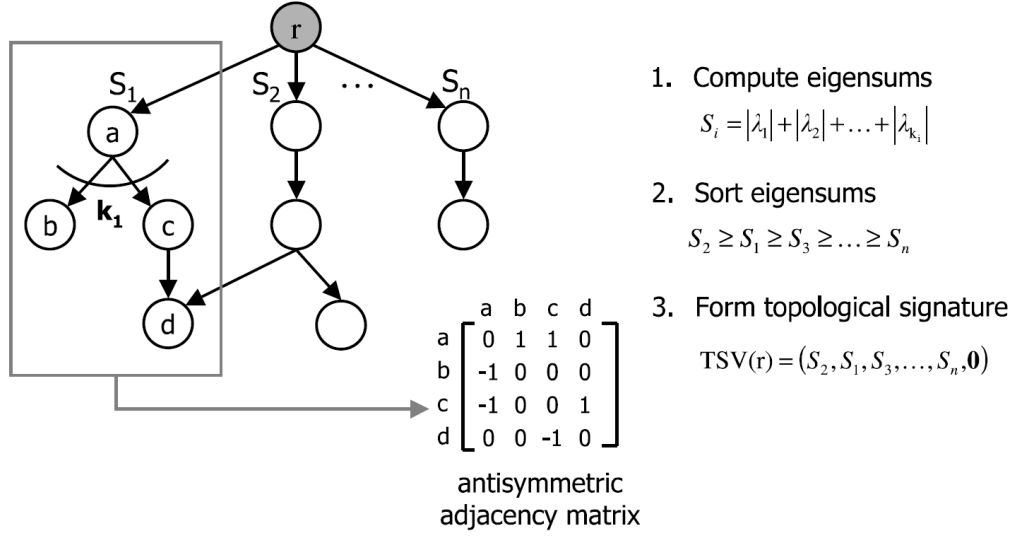 r
S₁
S₂
...
Sₙ
a
b
k₁
c
d
a b c d
a 0 1 1 0
b -1 0 0 0
c -1 0 0 1
d 0 0 -1 0
antisymmetric
adjacency matrix
1. Compute eigensums
Sᵢ = |λ₁| + |λ₂| + … + |λ_kᵢ|
2. Sort eigensums
S₂ ≥ S₁ ≥ S₃ ≥ … ≥ Sₙ
3. Form topological signature
TSV(r) = (S₂, S₁, S₃, …, Sₙ, 0)